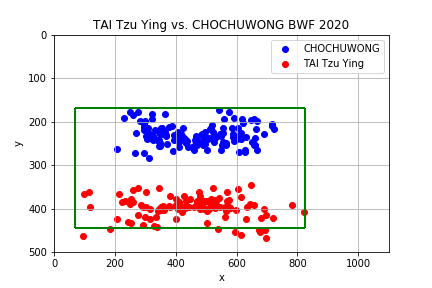 TAI Tzu Ying vs. CHOCHUWONG BWF 2020
CHOCHUWONG
TAI Tzu Ying
y
0
100
200
300
400
500
0 200 400 600 800 1000
x